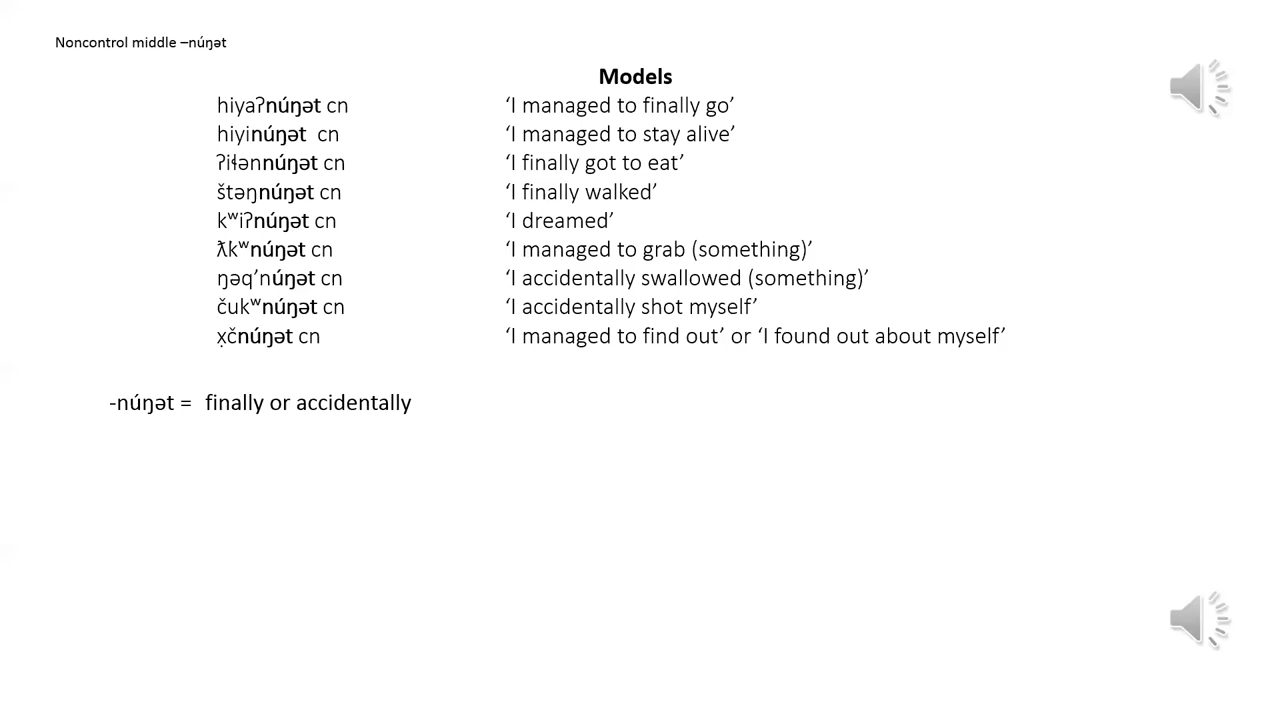 Noncontrol middle –núŋət
Models
hiyaʔnúŋət cn ‘I managed to finally go’
hiyinúŋət cn ‘I managed to stay alive’
ʔiɬənnúŋət cn ‘I finally got to eat’
štəŋnúŋət cn ‘I finally walked’
kʷiʔnúŋət cn ‘I dreamed’
ƛkʷnúŋət cn ‘I managed to grab (something)’
ŋəq’núŋət cn ‘I accidentally swallowed (something)’
čukʷnúŋət cn ‘I accidentally shot myself’
x̣čnúŋət cn ‘I managed to find out’ or ‘I found out about myself’
-núŋət = finally or accidentally